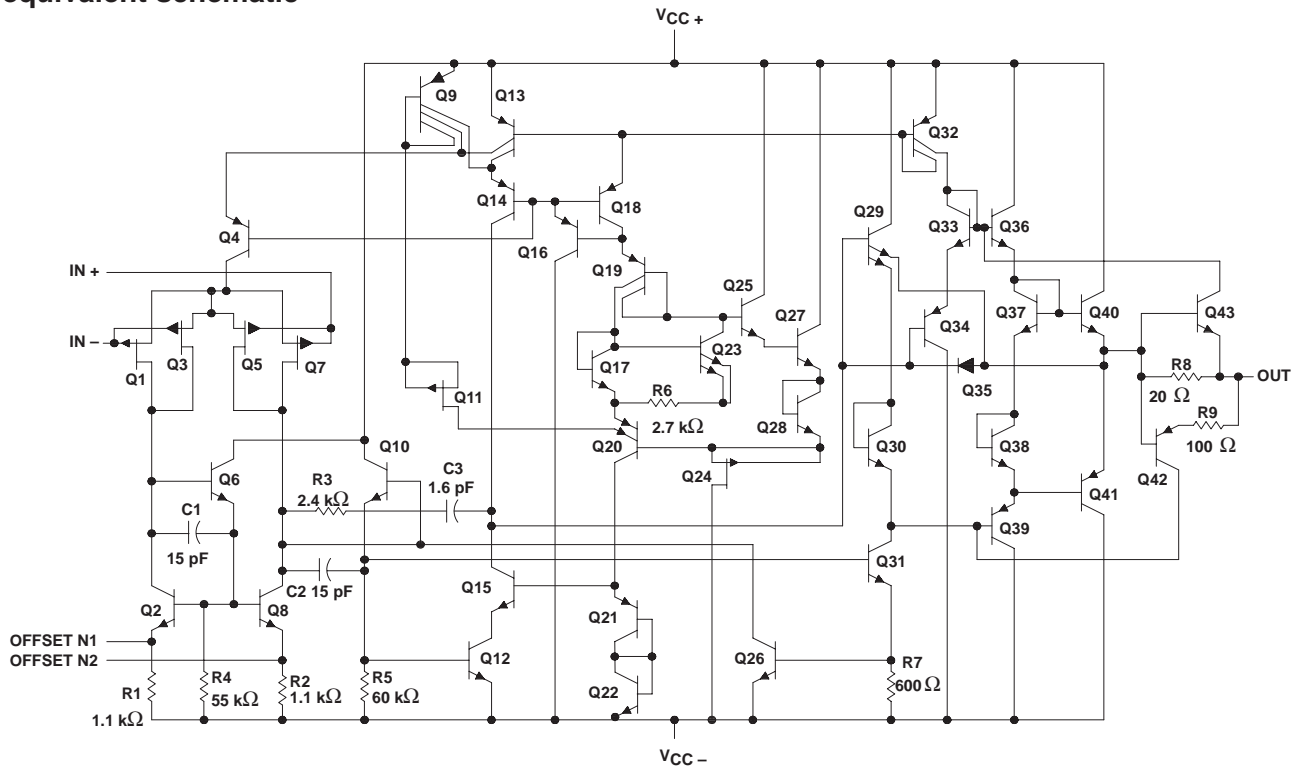 equivalent schematic
VCC +
Q9
Q13
Q32
Q14
Q18
Q29
Q33
Q36
Q4
Q16
IN +
Q19
Q25
Q27
Q37
Q40
Q43
Q34
IN –
Q3
Q5
Q23
Q1
Q7
Q17
R8
OUT
Q35
Q11
R6
20 Ω
R9
2.7 kΩ
Q28
Q30
Q38
100 Ω
Q10
Q20
Q6
C3
Q24
Q42
R3
1.6 pF
Q41
2.4 kΩ
C1
Q39
15 pF
Q31
C2 15 pF
Q15
Q2
Q8
Q21
OFFSET N1
OFFSET N2
Q12
Q26
R7
R4
R2
R5
600 Ω
R1
55 kΩ
1.1 kΩ
60 kΩ
Q22
1.1 kΩ
VCC –